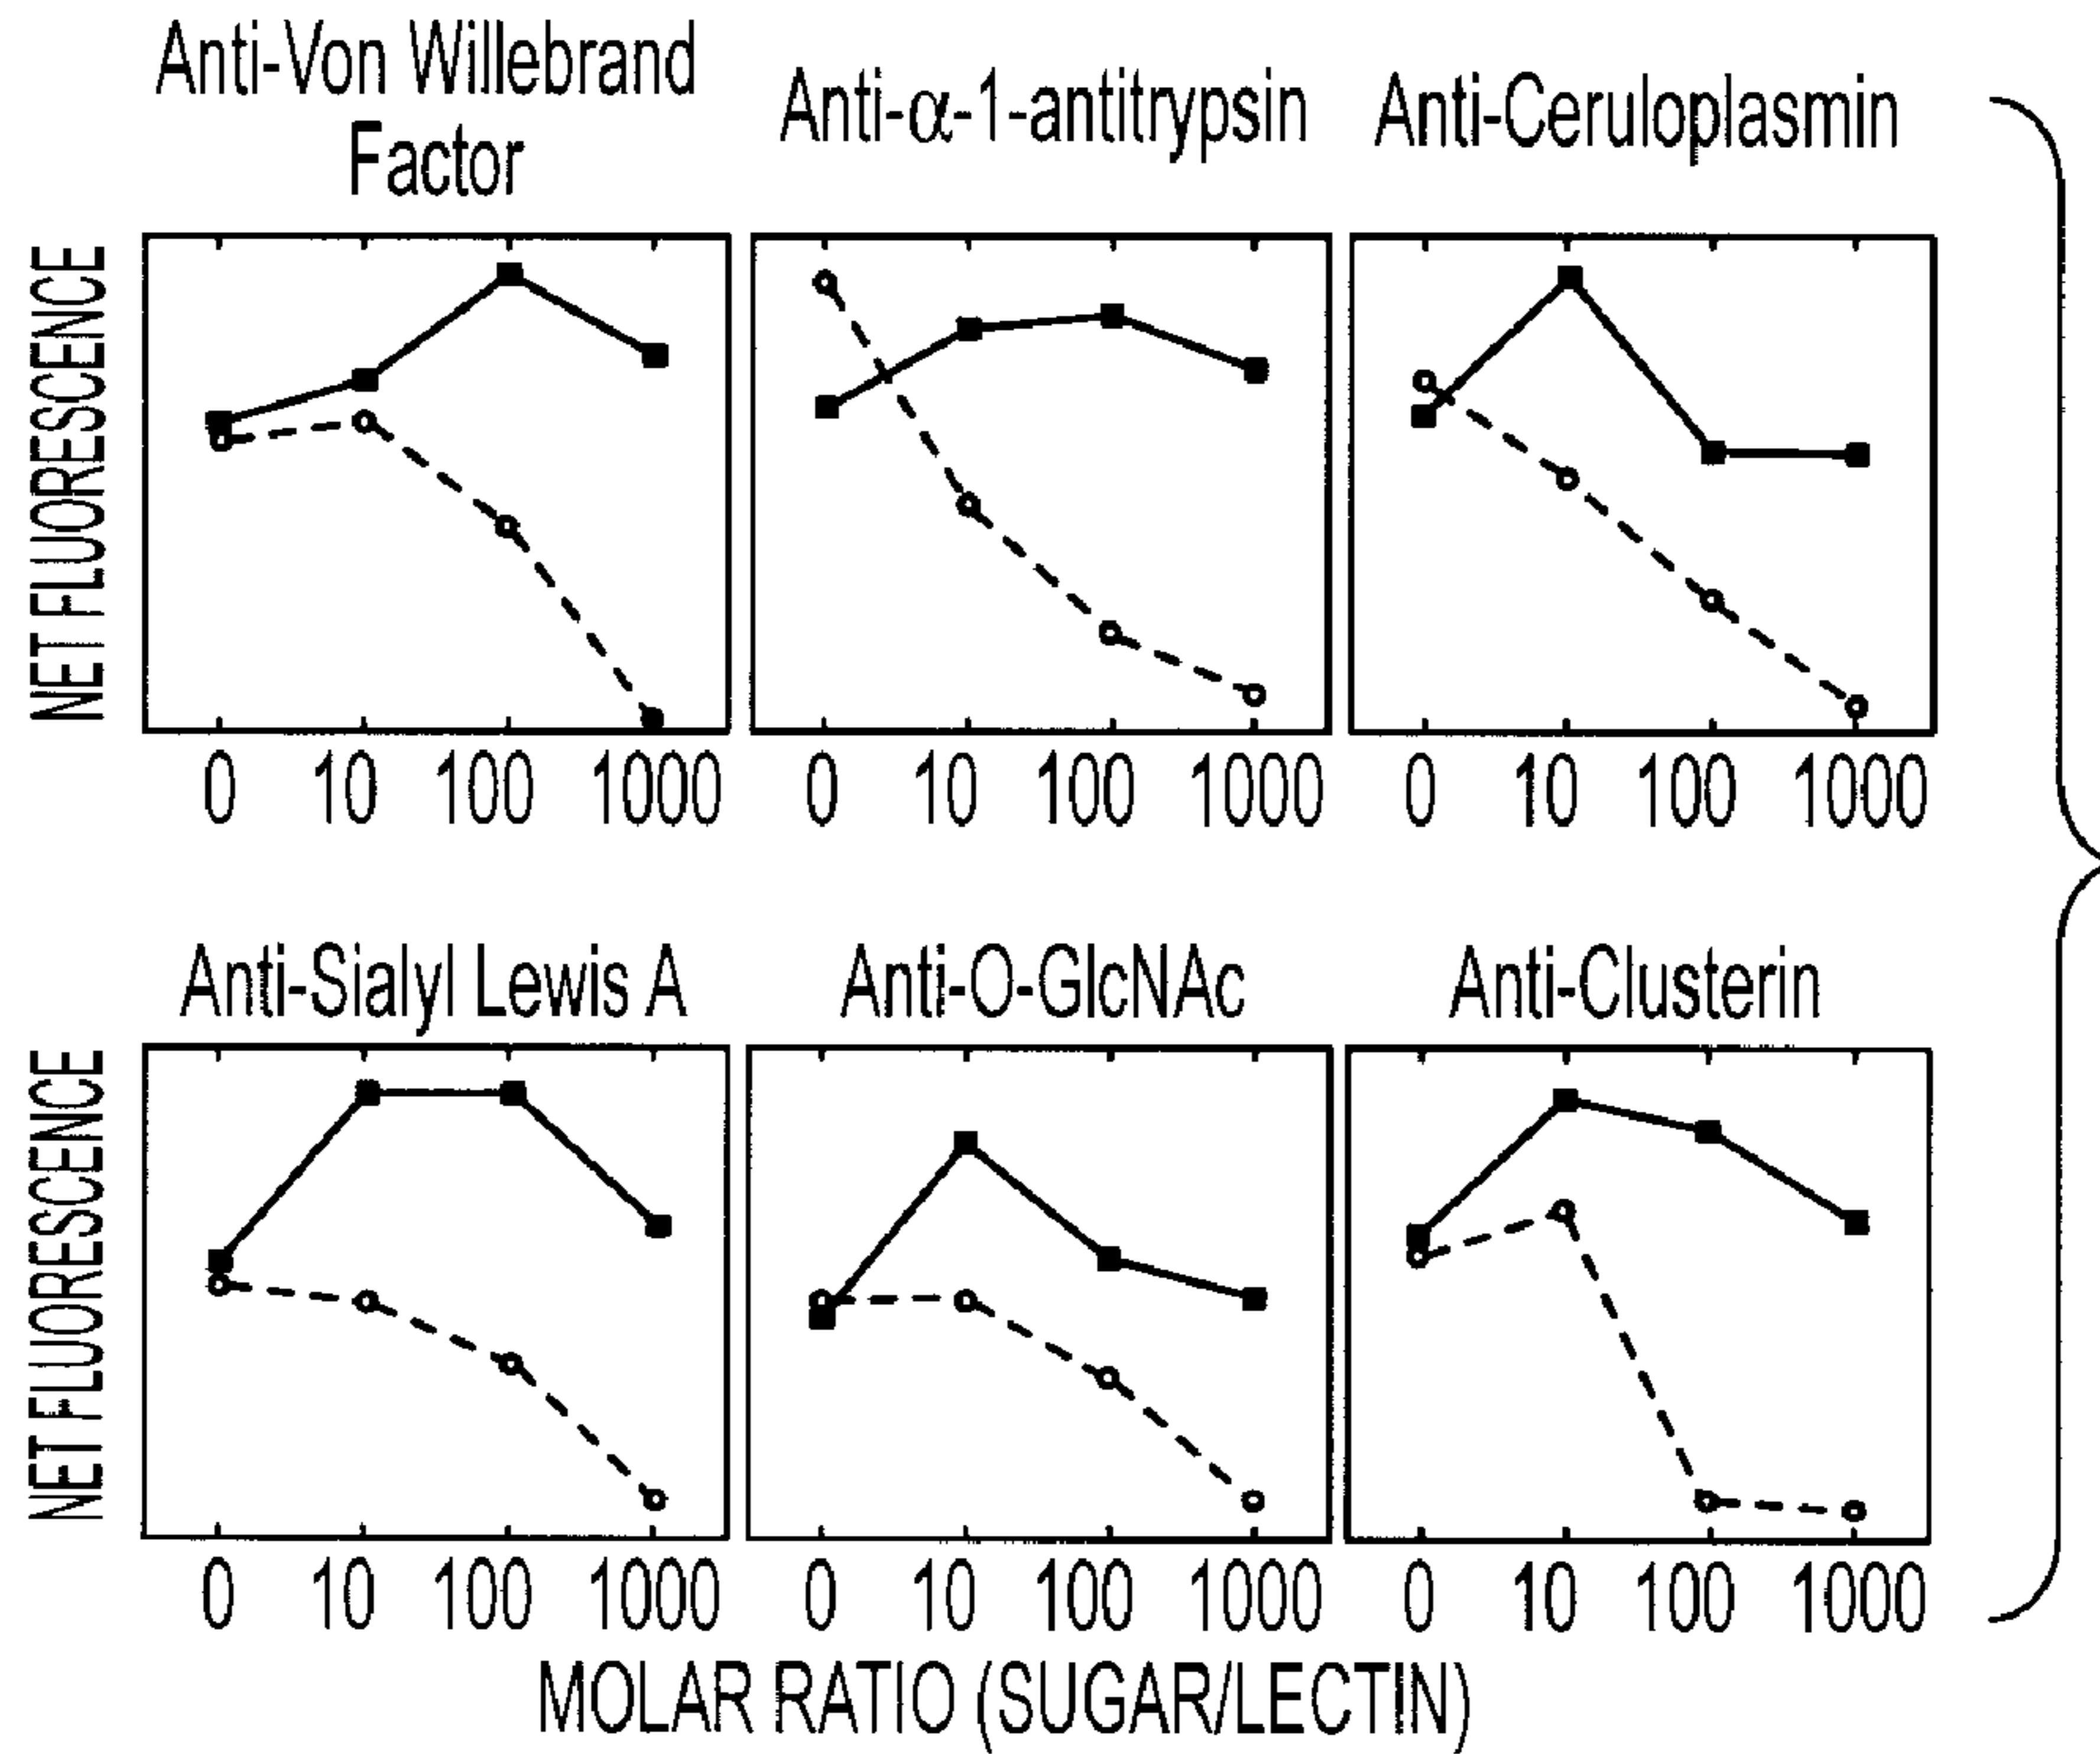 Anti-Von Willebrand
Factor
Anti-α-1-antitrypsin
Anti-Ceruloplasmin
NET FLUORESCENCE
0 10 100 1000
0 10 100 1000
0 10 100 1000
Anti-Sialyl Lewis A
Anti-O-GlcNAc
Anti-Clusterin
NET FLUORESCENCE
0 10 100 1000
0 10 100 1000
0 10 100 1000
MOLAR RATIO (SUGAR/LECTIN)